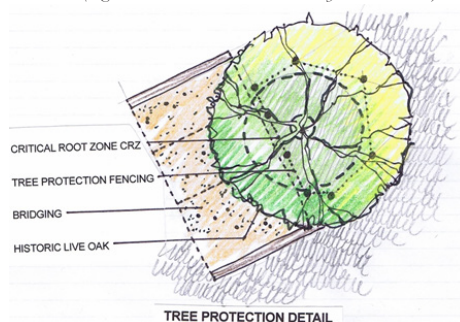 CRITICAL ROOT ZONE CRZ
TREE PROTECTION FENCING
BRIDGING
HISTORIC LIVE OAK
TREE PROTECTION DETAIL